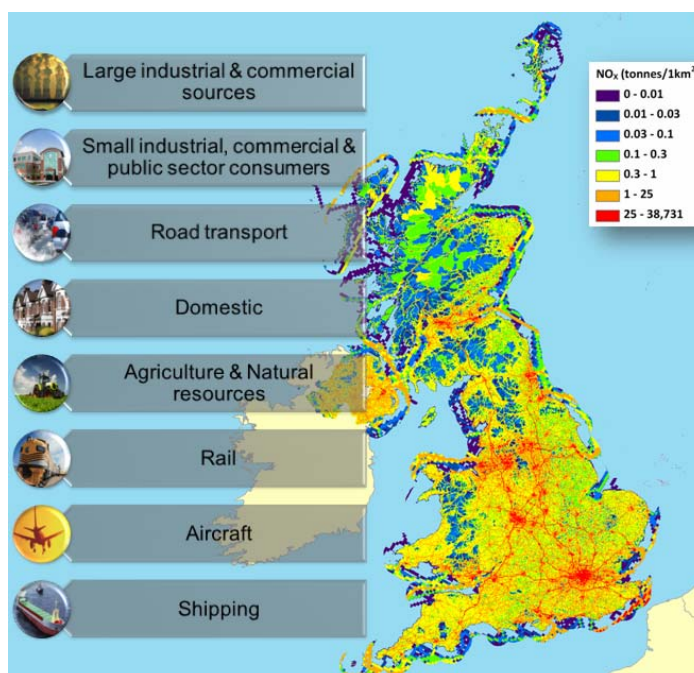 Large industrial & commercial
sources
Small industrial, commercial &
public sector consumers
Road transport
Domestic
Agriculture & Natural
resources
Rail
Aircraft
Shipping
NOX (tonnes/1km²
0 - 0.01
0.01 - 0.03
0.03 - 0.1
0.1 - 0.3
0.3 - 1
1 - 25
25 - 38,731